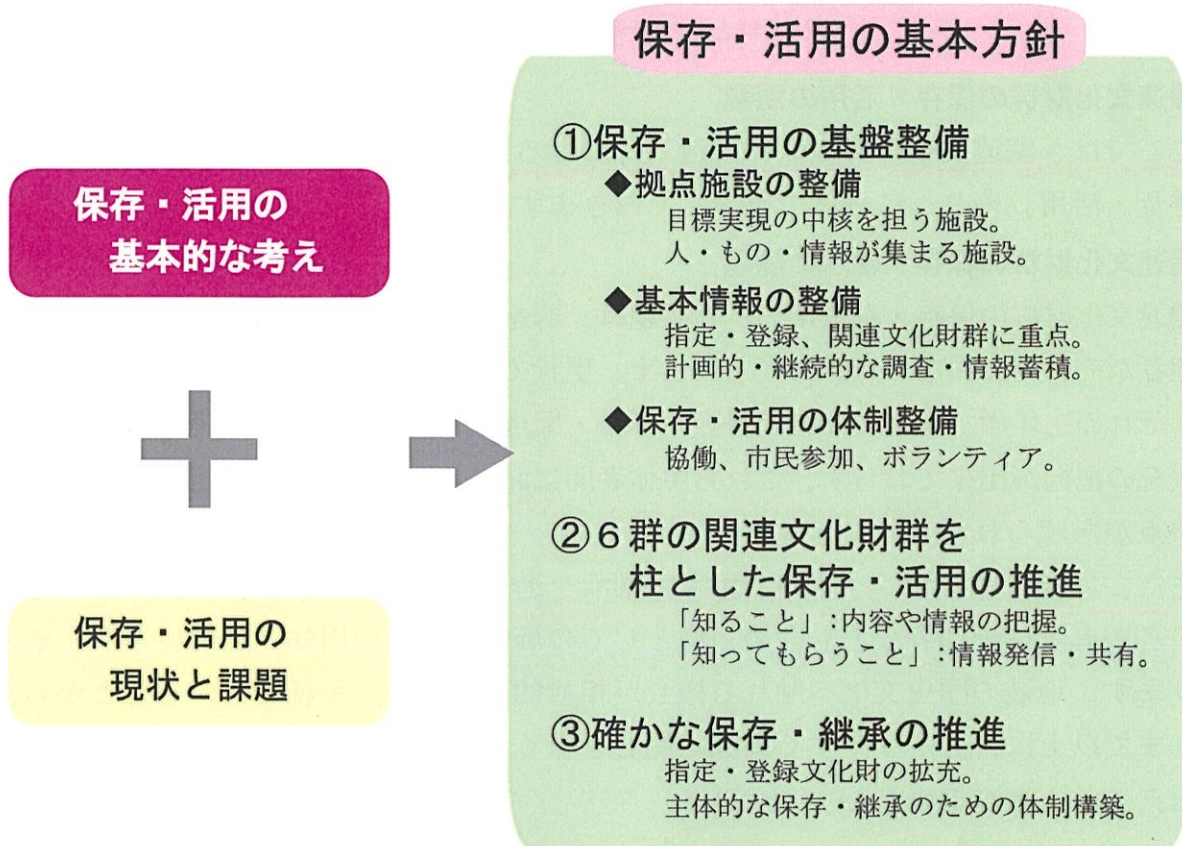 保存・活用の
基本的な考え
保存・活用の
現状と課題
保存・活用の基本方針
①保存・活用の基盤整備
◆拠点施設の整備
目標実現の中核を担う施設。
人・もの・情報が集まる施設。
◆基本情報の整備
指定・登録、関連文化財群に重点。
計画的・継続的な調査・情報蓄積。
◆保存・活用の体制整備
協働、市民参加、ボランティア。
②６群の関連文化財群を
柱とした保存・活用の推進
「知ること」:内容や情報の把握。
「知ってもらうこと」:情報発信・共有。
③確かな保存・継承の推進
指定・登録文化財の拡充。
主体的な保存・継承のための体制構築。